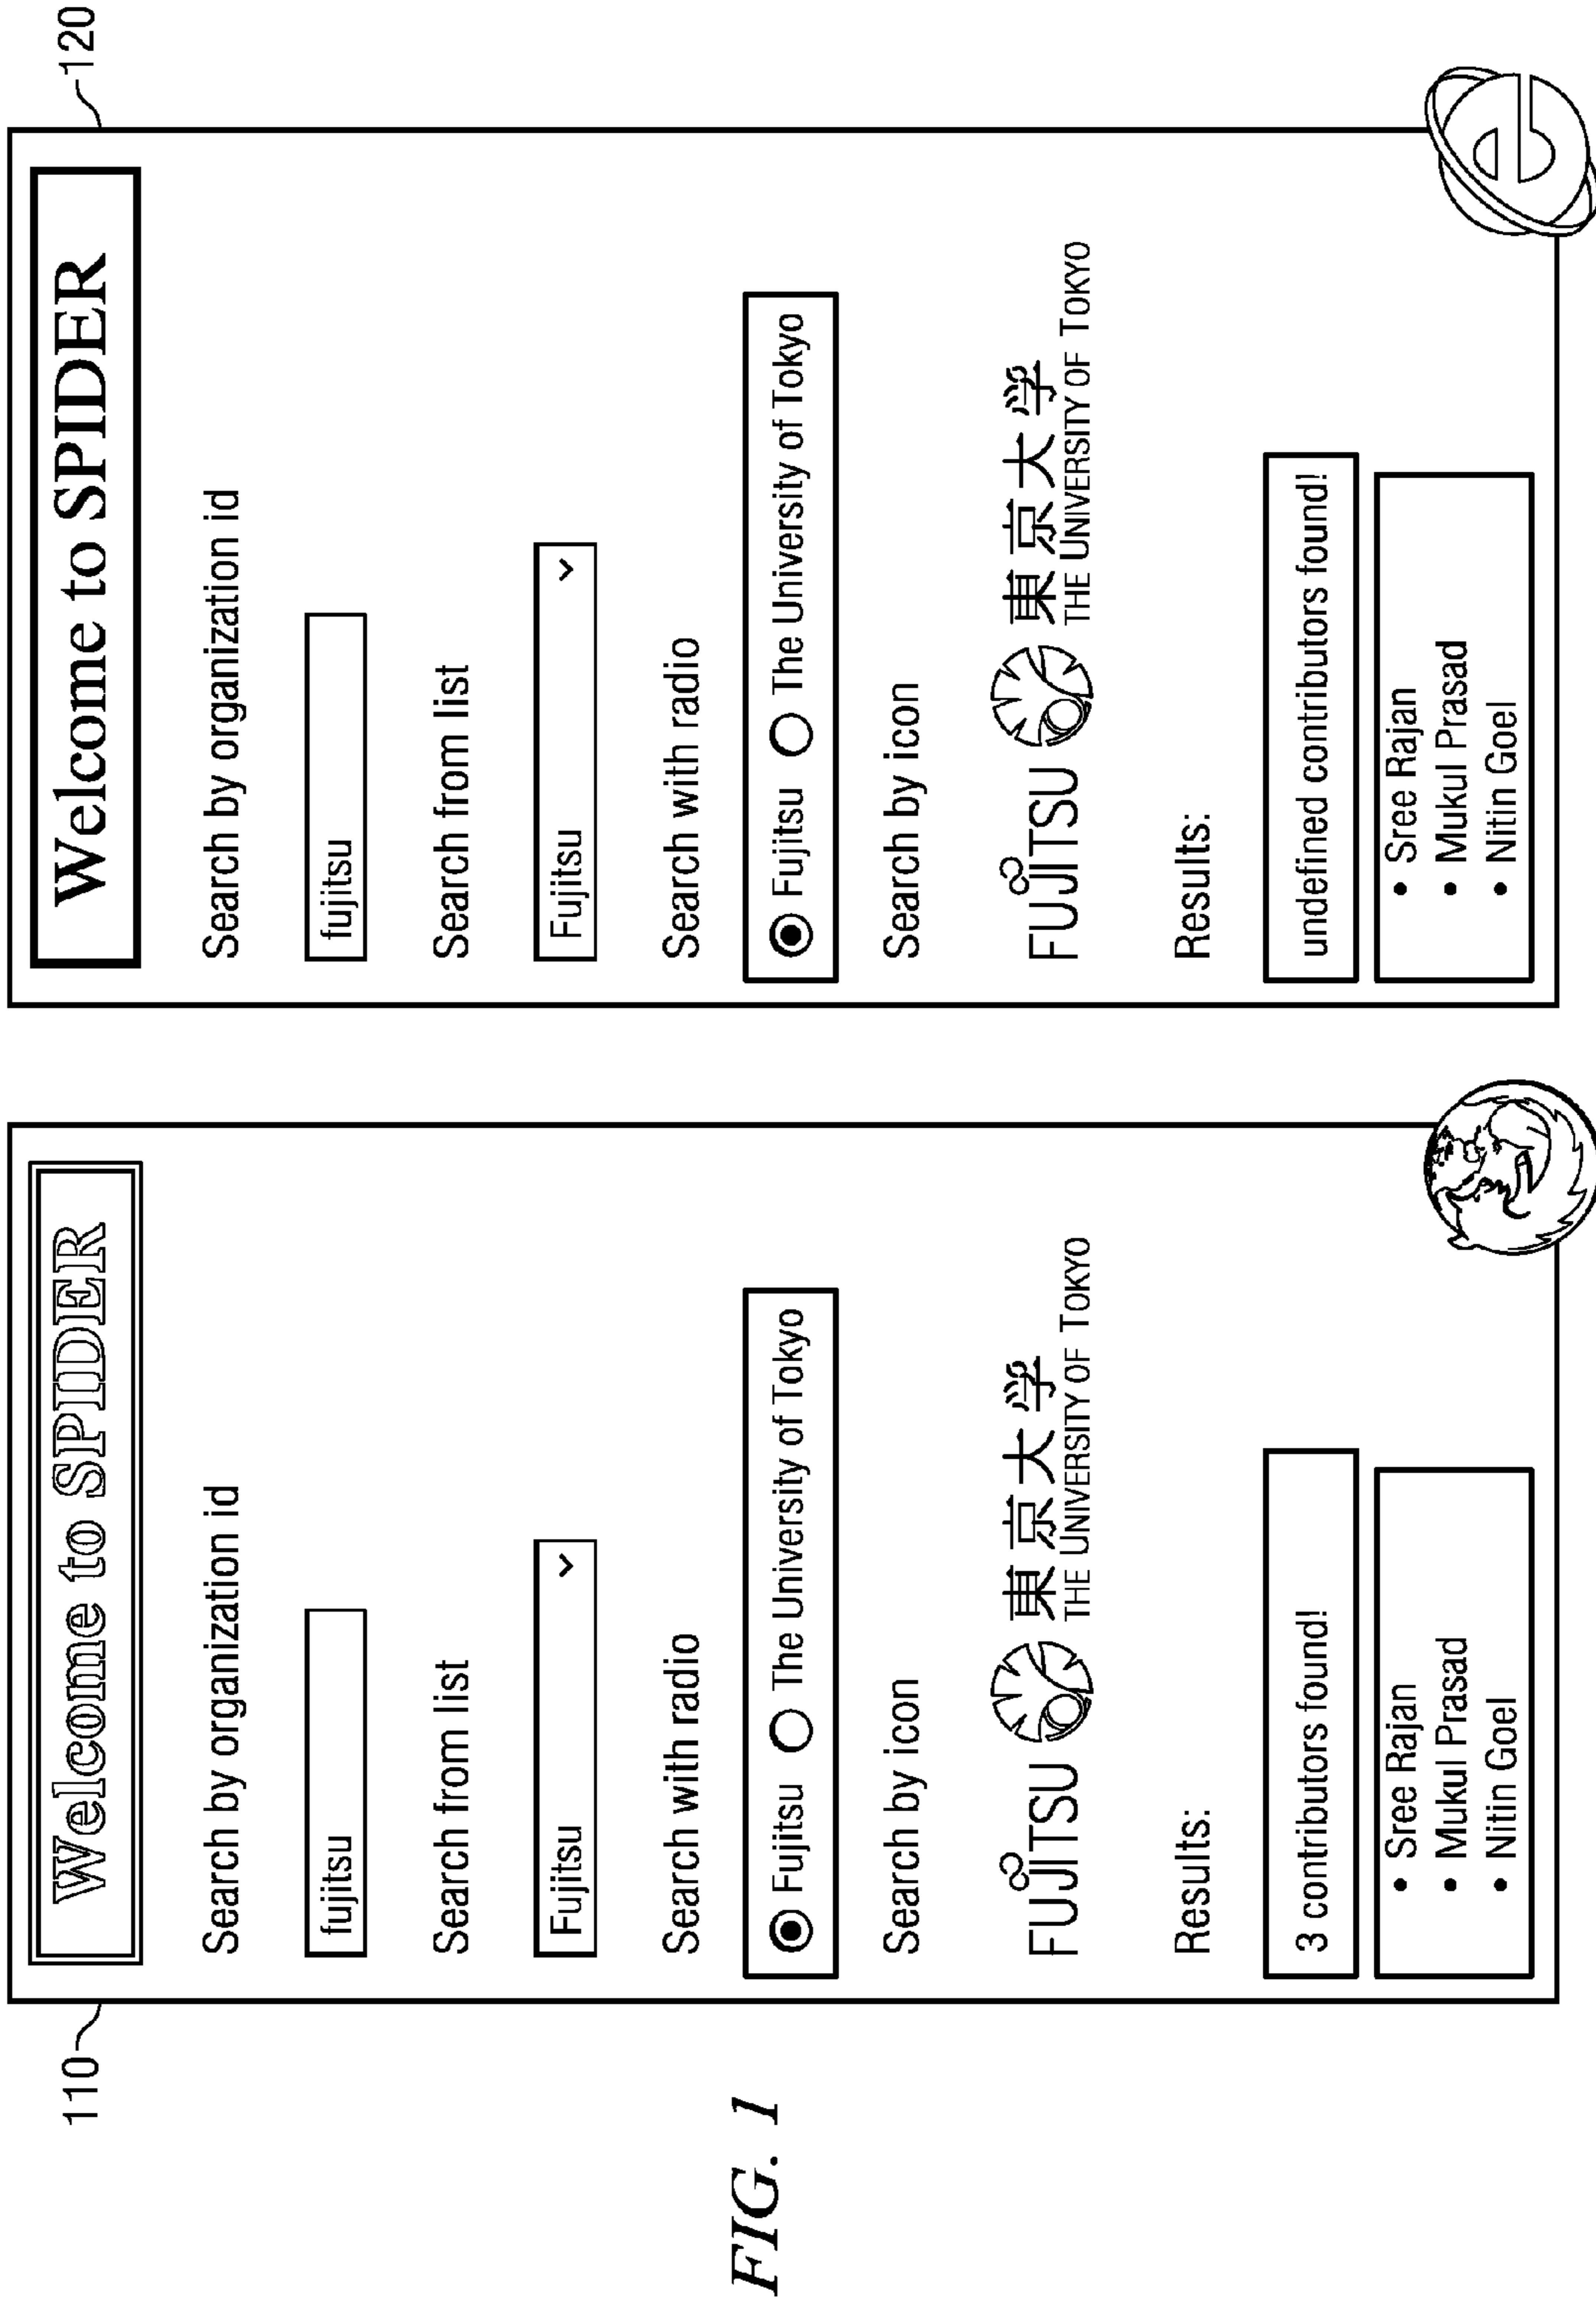 110
Welcome to SPIDER
Search by organization id
fujitsu
Search from list
Fujitsu
Search with radio
Fujitsu The University of Tokyo
Search by icon
FUJITSU 東京大学
THE UNIVERSITY OF TOKYO
Results:
3 contributors found!
• Sree Rajan
• Mukul Prasad
• Nitin Goel
120
Welcome to SPIDER
Search by organization id
fujitsu
Search from list
Fujitsu
Search with radio
Fujitsu The University of Tokyo
Search by icon
FUJITSU 東京大学
THE UNIVERSITY OF TOKYO
Results:
undefined contributors found!
• Sree Rajan
• Mukul Prasad
• Nitin Goel
e
FIG. 1